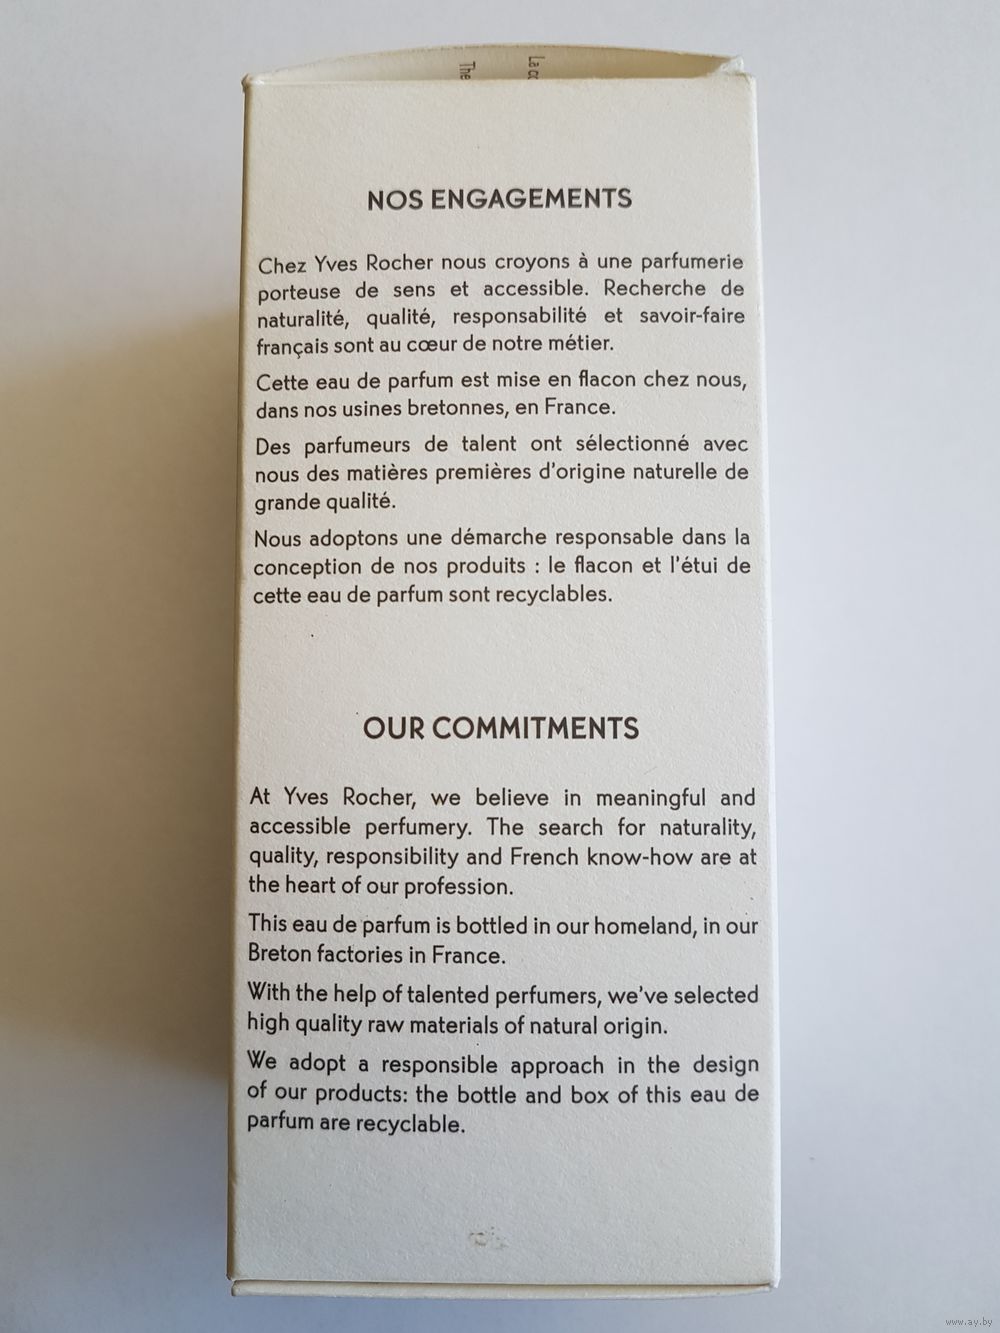 The
La co
NOS ENGAGEMENTS
Chez Yves Rocher nous croyons à une parfumerie
porteuse de sens et accessible. Recherche de
naturalité, qualité, responsabilité et savoir-faire
français sont au cœur de notre métier.
Cette eau de parfum est mise en flacon chez nous,
dans nos usines bretonnes, en France.
Des parfumeurs de talent ont sélectionné avec
nous des matières premières d'origine naturelle de
grande qualité.
Nous adoptons une démarche responsable dans la
conception de nos produits : le flacon et l'étui de
cette eau de parfum sont recyclables.
OUR COMMITMENTS
At Yves Rocher, we believe in meaningful and
accessible perfumery. The search for naturality,
quality, responsibility and French know-how are at
the heart of our profession.
This eau de parfum is bottled in our homeland, in our
Breton factories in France.
With the help of talented perfumers, we've selected
high quality raw materials of natural origin.
We adopt a responsible approach in the design
of our products: the bottle and box of this eau de
parfum are recyclable.
www.ay.by